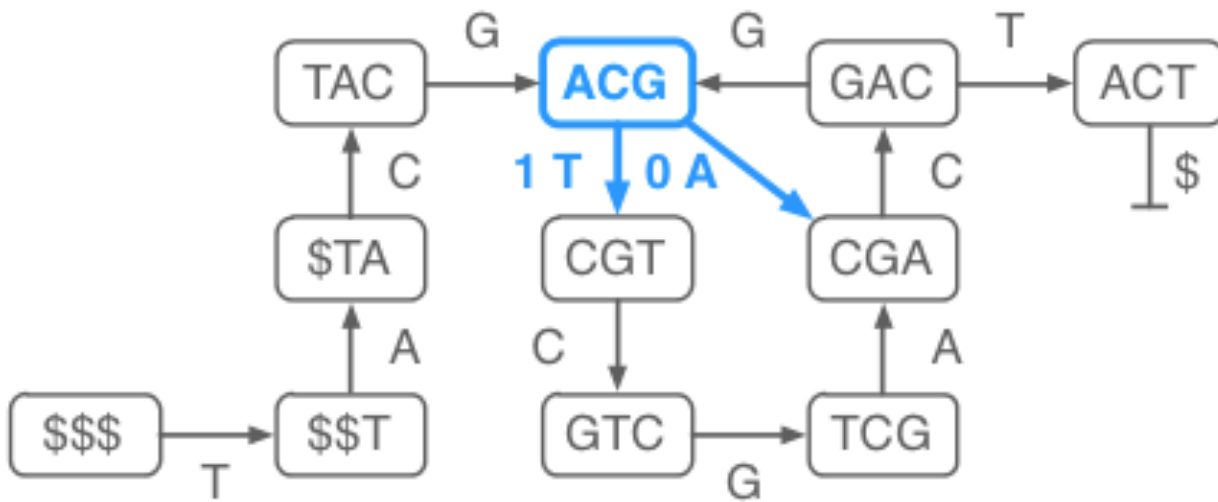 G G T
TAC ACG GAC ACT
C 1 T 0 A C $
$TA CGT CGA
A C A
$$$ $$T GTC TCG
T G